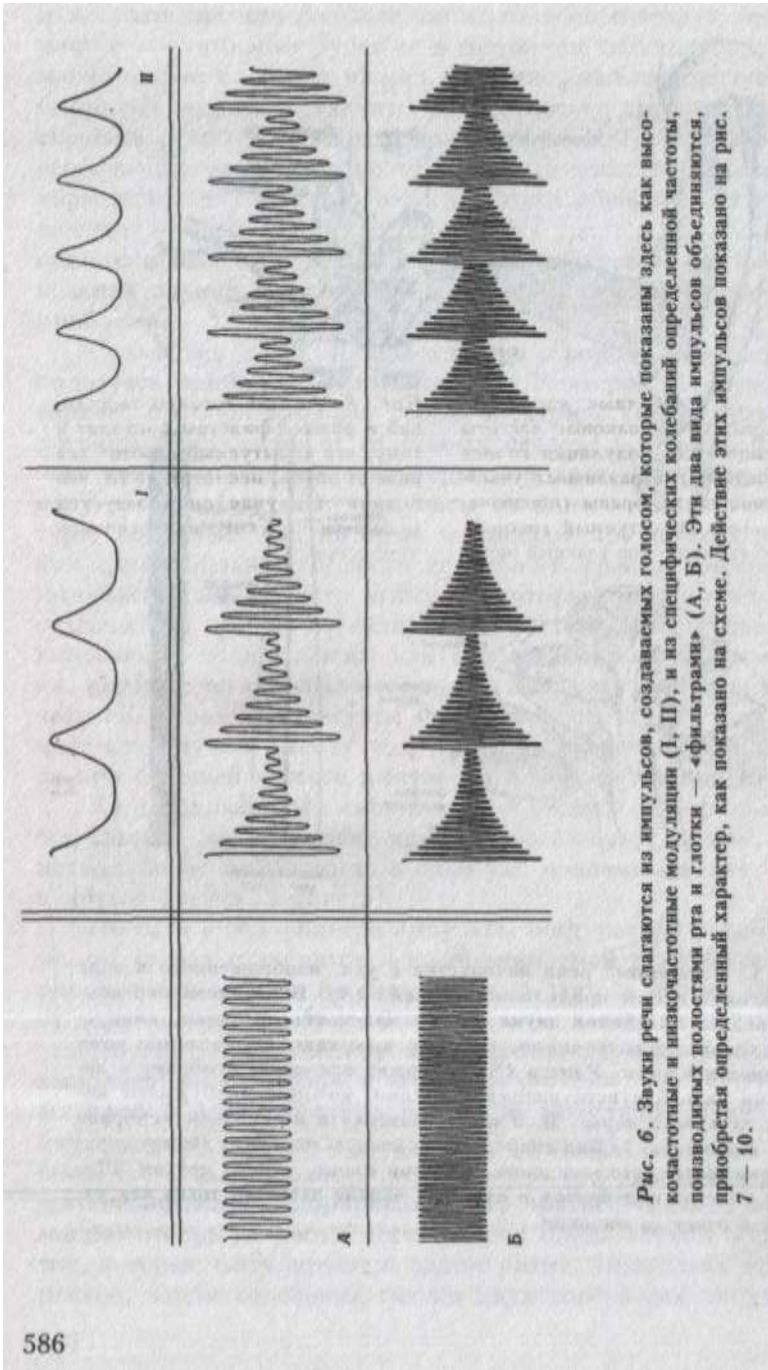 II
I
А
Б
Рис. 6. Звуки речи слагаются из импульсов, создаваемых голосом, которые показаны здесь как высо-
кочастотные и низкочастотные модуляции (I, II), и из специфических колебаний определенной частоты,
производимых полостями рта и глотки — «фильтрами» (А, Б). Эти два вида импульсов объединяются,
приобретая определенный характер, как показано на схеме. Действие этих импульсов показано на рис.
7 — 10.
586